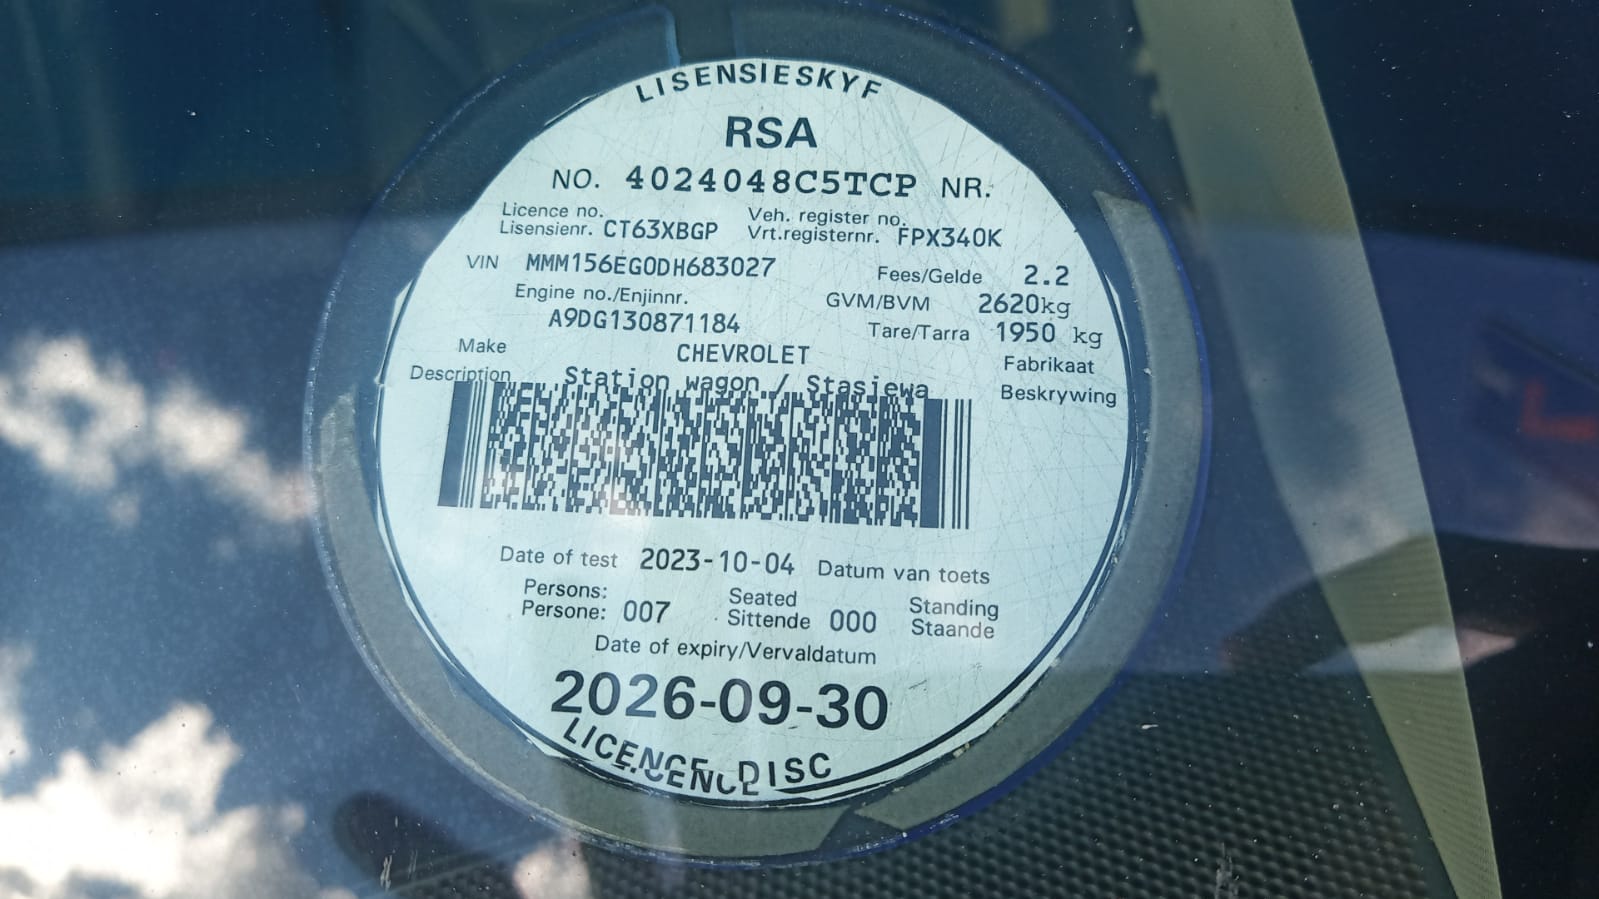 LISENSIESKYF
RSA
NO. 4024048C5TCP NR.
Licence no. Veh. register no.
Lisensienr. CT63XBGP Vrt.registernr. FPX340K
VIN MMM156EG0DH683027 Fees/Gelde 2.2
Engine no./Enjinnr. GVM/BVM 2620kg
A9DG130871184 Tare/Tarra 1950 kg
Make CHEVROLET Fabrikaat
Description Station wagon / Stasiewa Beskrywing
Date of test 2023-10-04 Datum van toets
Persons: Seated Standing
Persone: 007 Sittende 000 Staande
Date of expiry/Vervaldatum
2026-09-30
LICENCE DISC